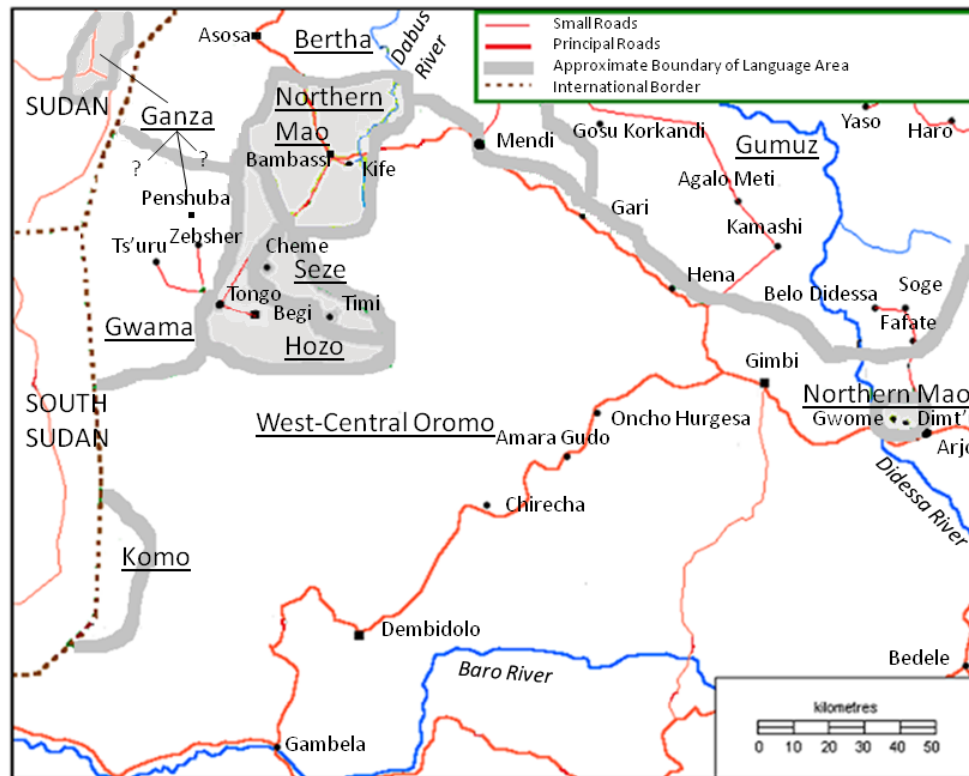 Small Roads
Principal Roads
Approximate Boundary of Language Area
International Border
Asosa
Bertha
Dabus
River
SUDAN
Ganza
Northern
Mao
Bambassi
Kife
Mendi
Gosu Korkandi
Yaso
Haro
Gumuz
Agalo Meti
? ?
Penshuba
Gari
Kamashi
Ts'uru
Zebsher
Cheme
Seze
Hena
Belo Didessa
Soge
Tongo
Begi
Timi
Fafate
Gwama
Hozo
Gimbi
SOUTH
SUDAN
West-Central Oromo
Oncho Hurgesa
Northern Mao
Gwome
Amara Gudo
Didessa
River
Chirecha
Komo
Dembidolo
Baro River
Bedele
Gambela
kilometres
0 10 20 30 40 50